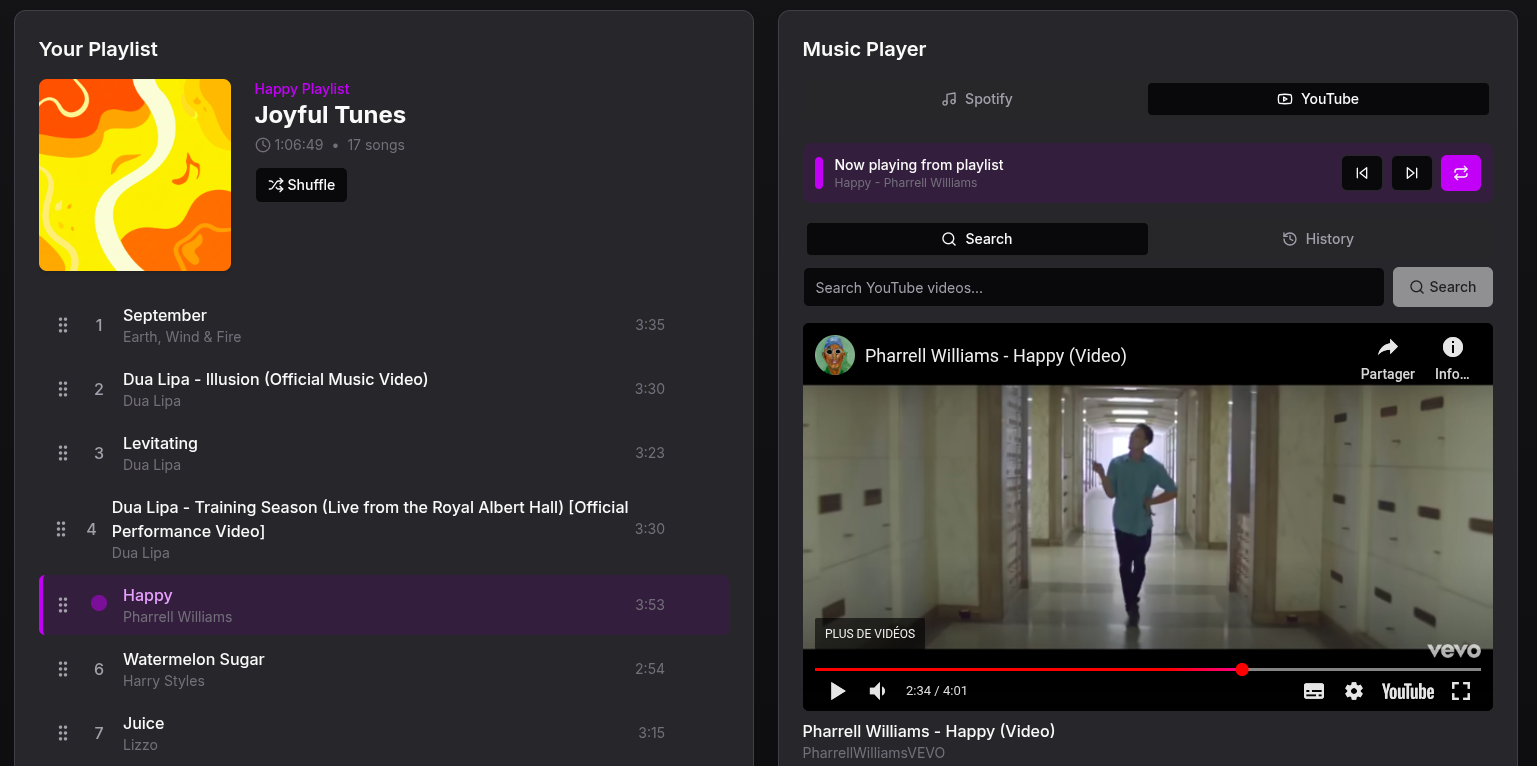 Your Playlist
Happy Playlist
Joyful Tunes
1:06:49 • 17 songs
Shuffle
1
September
Earth, Wind & Fire
3:35
2
Dua Lipa - Illusion (Official Music Video)
Dua Lipa
3:30
3
Levitating
Dua Lipa
3:23
4
Dua Lipa - Training Season (Live from the Royal Albert Hall) [Official
Performance Video]
Dua Lipa
3:30
Happy
Pharrell Williams
3:53
6
Watermelon Sugar
Harry Styles
2:54
7
Juice
Lizzo
3:15
Music Player
Spotify
YouTube
Now playing from playlist
Happy - Pharrell Williams
Search
History
Search YouTube videos...
Search
Pharrell Williams - Happy (Video)
Partager
Info...
PLUS DE VIDÉOS
vevo
2:34 / 4:01
YouTube
Pharrell Williams - Happy (Video)
PharrellWilliamsVEVO